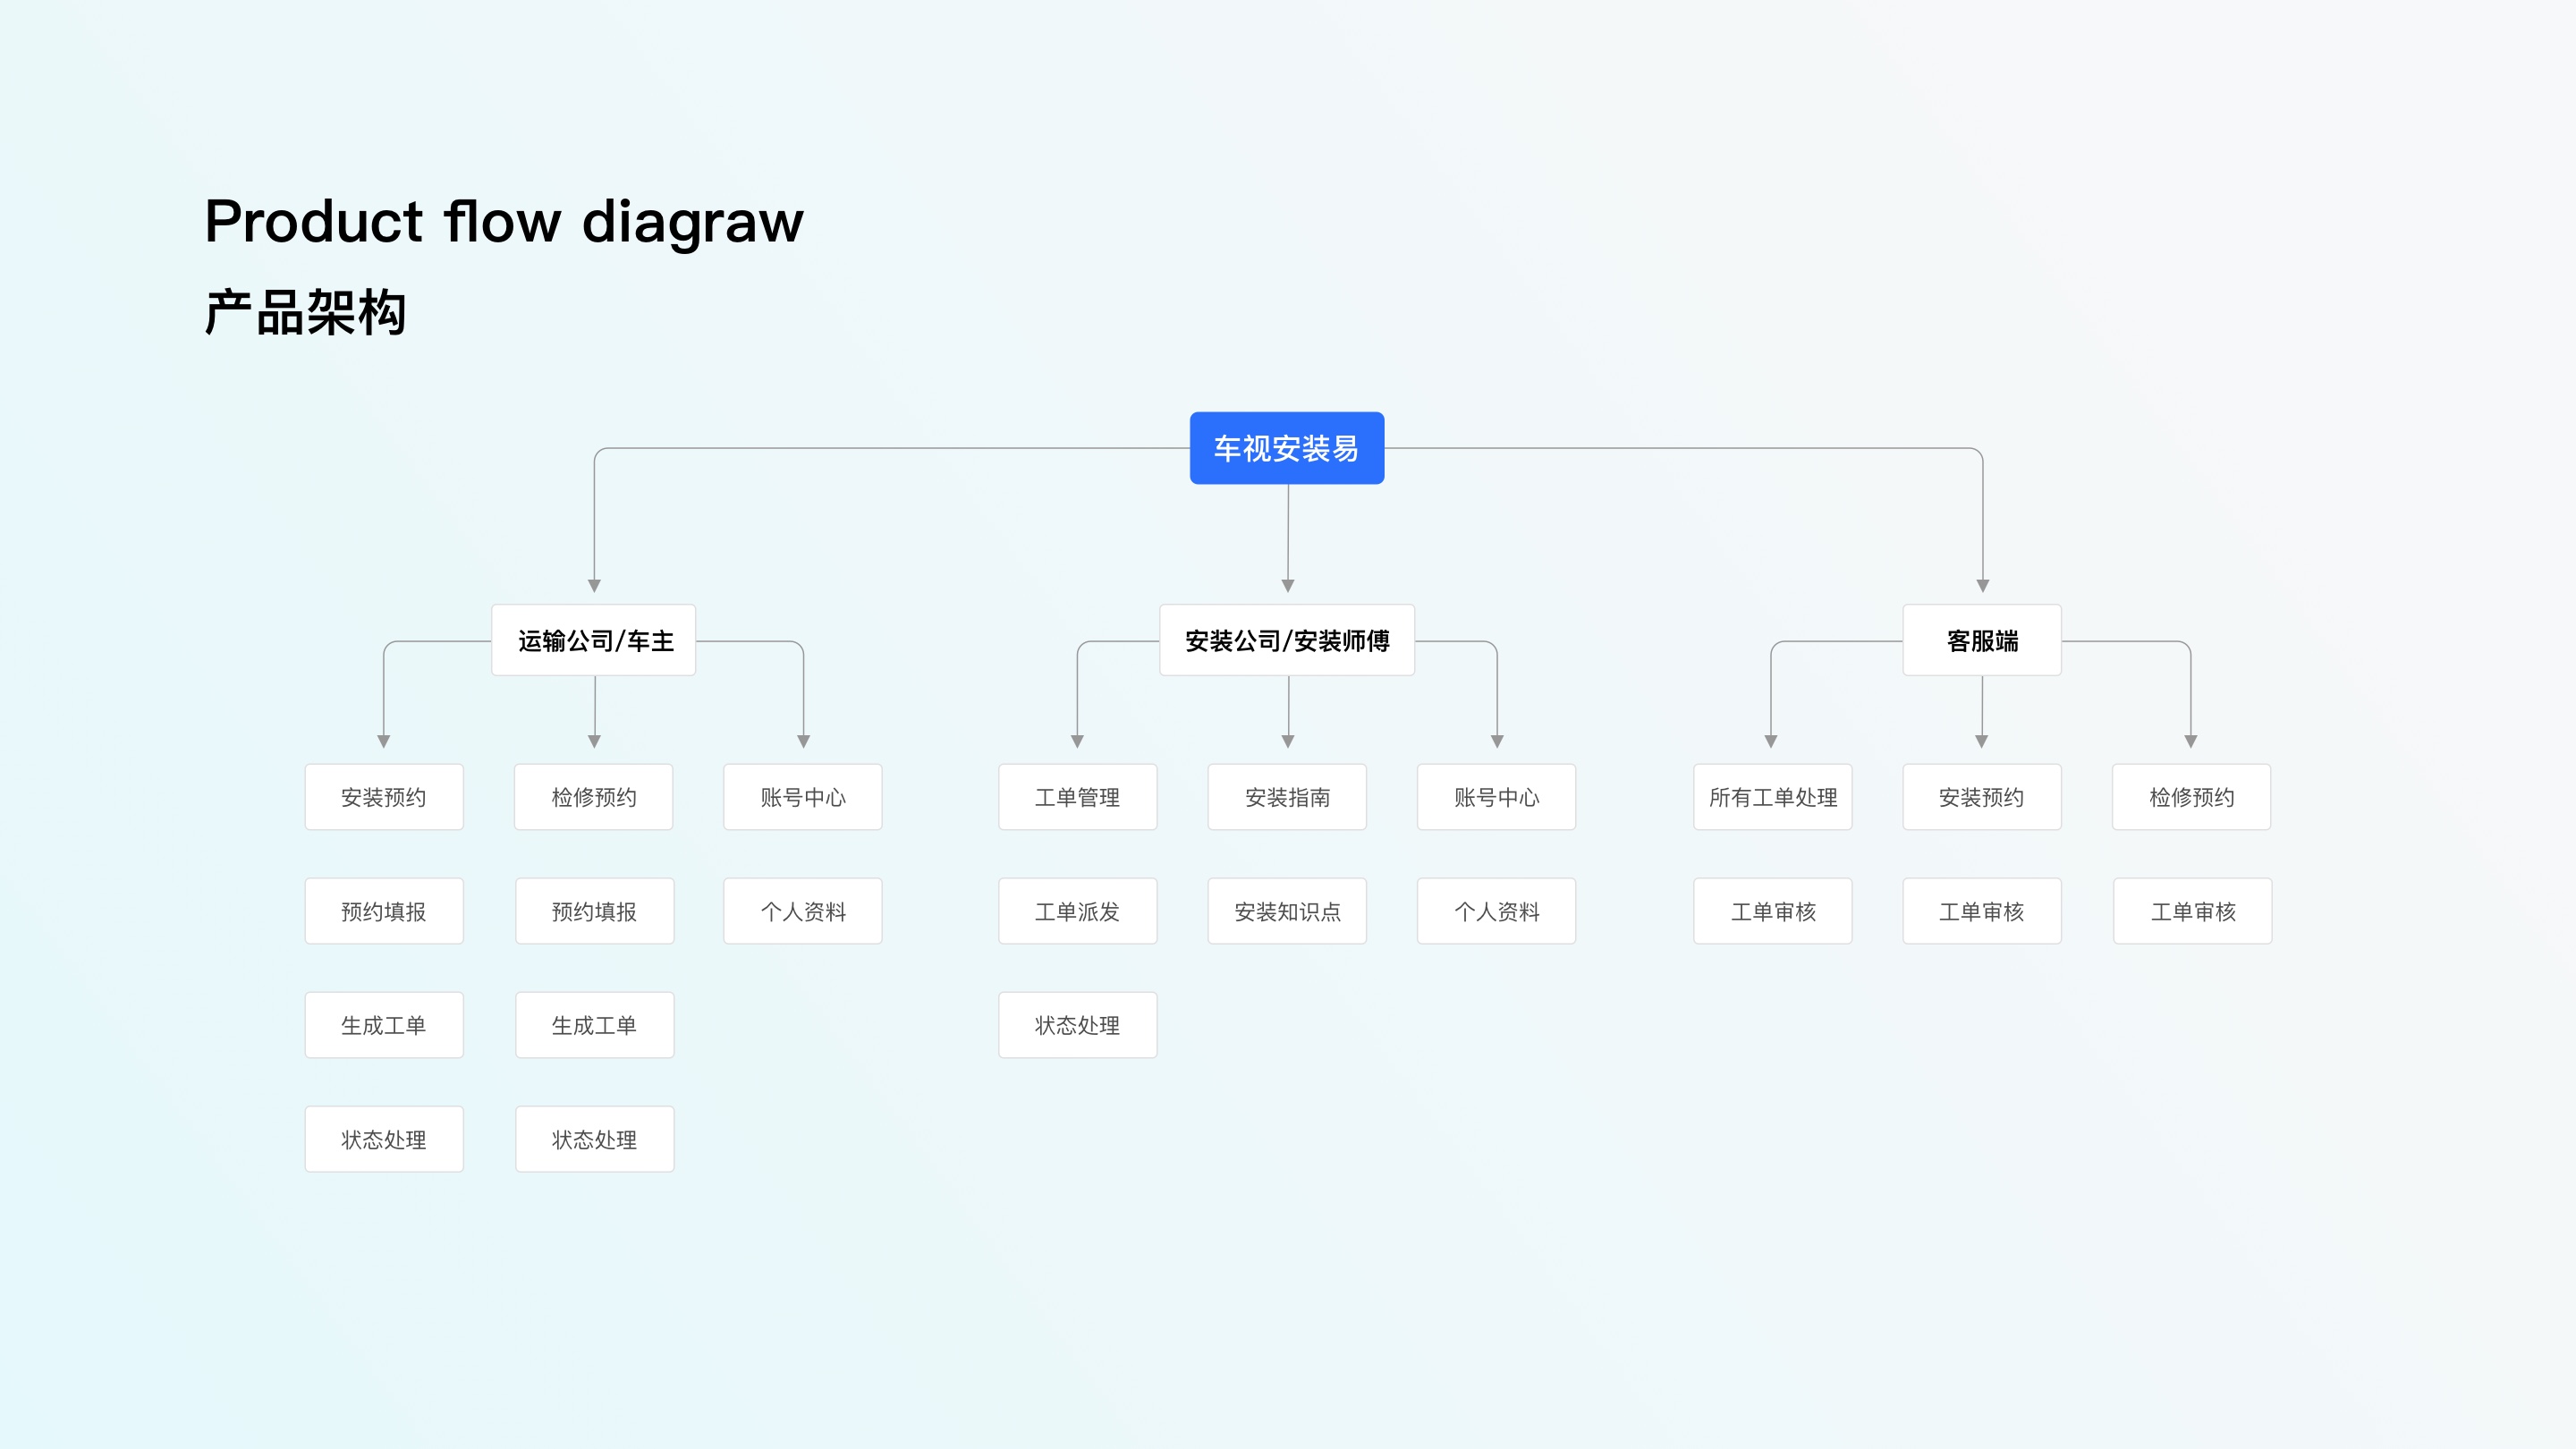 Product flow diagraw
产品架构
车视安装易
运输公司/车主
安装公司/安装师傅
客服端
安装预约
检修预约
账号中心
工单管理
安装指南
账号中心
所有工单处理
安装预约
检修预约
预约填报
预约填报
个人资料
工单派发
安装知识点
个人资料
工单审核
工单审核
工单审核
生成工单
生成工单
状态处理
状态处理
状态处理